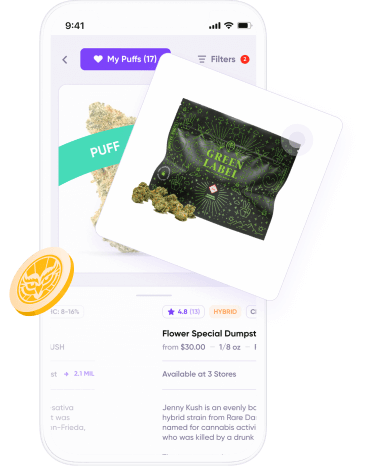 9:41
My Puffs (17)
Filters 2
PUFF
GREEN
LABEL
C: 8-16%
4.8 (13) HYBRID
Flower Special Dumpst
USH
from $30.00 – 1/8 oz –
st + 2.1 MIL
Available at 3 Stores
sativa
t was
n-Frieda,
Jenny Kush is an evenly bo
hybrid strain from Rare Da
named for cannabis activi
who was killed by a drunk